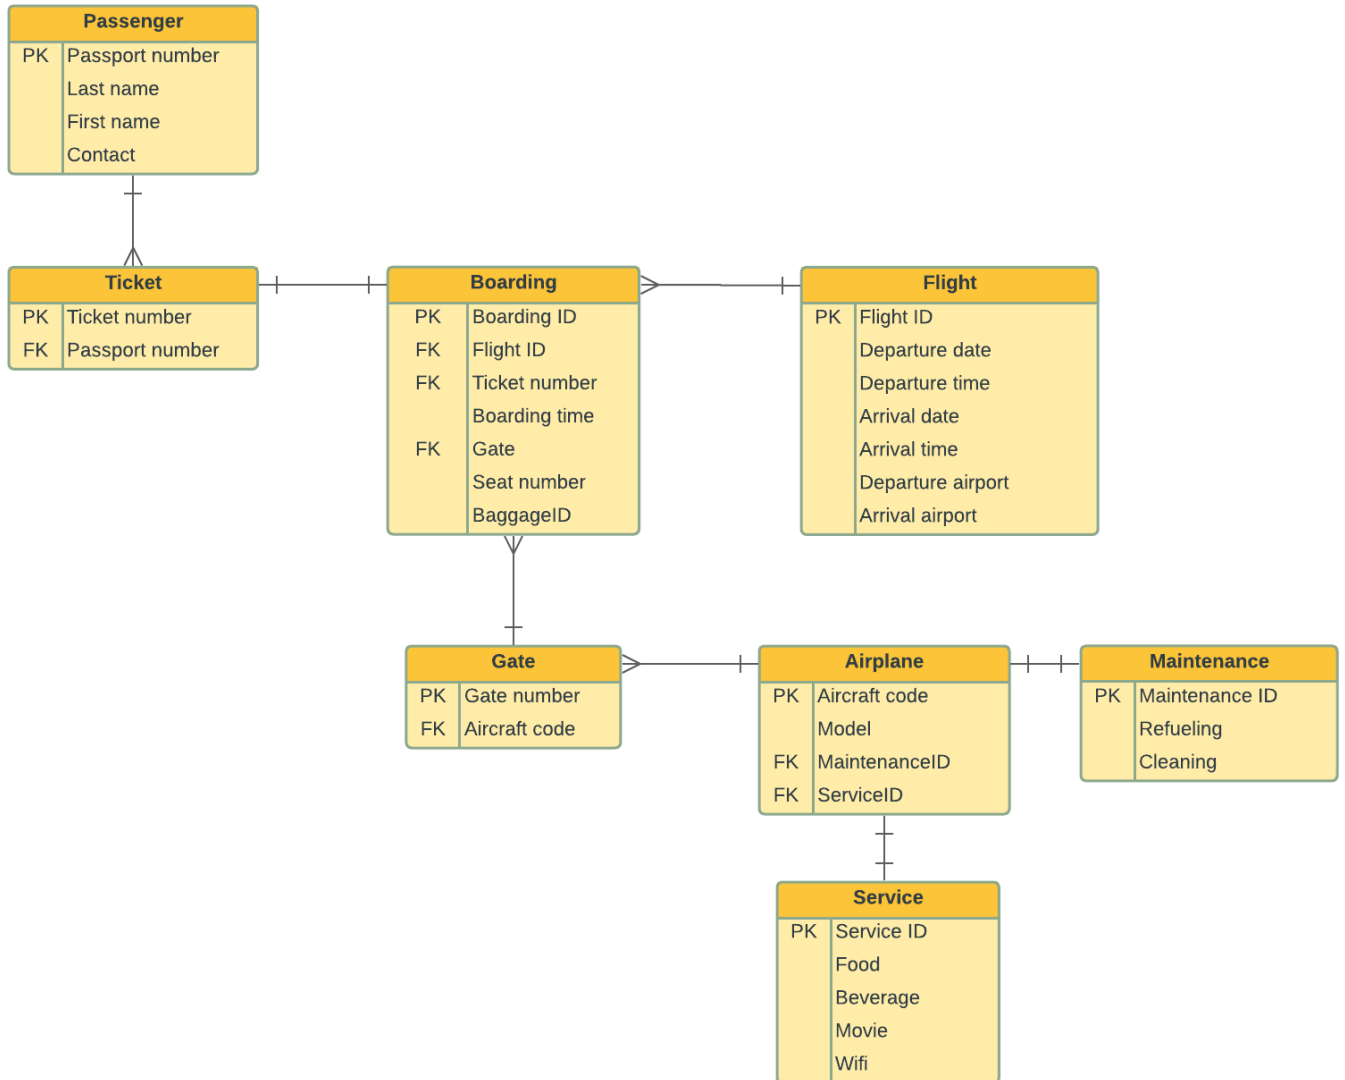 Passenger
PK Passport number
Last name
First name
Contact
Ticket
PK Ticket number
FK Passport number
Boarding
PK Boarding ID
FK Flight ID
FK Ticket number
Boarding time
FK Gate
Seat number
BaggageID
Flight
PK Flight ID
Departure date
Departure time
Arrival date
Arrival time
Departure airport
Arrival airport
Gate
PK Gate number
FK Aircraft code
Airplane
PK Aircraft code
Model
FK MaintenanceID
FK ServiceID
Maintenance
PK Maintenance ID
Refueling
Cleaning
Service
PK Service ID
Food
Beverage
Movie
Wifi